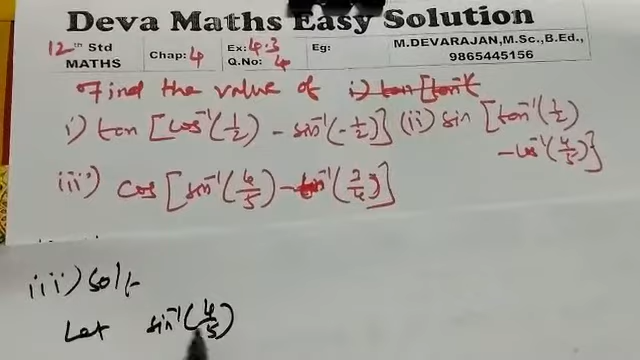 Deva Maths Easy Solution
12th Std MATHS Chap: 4 Ex: 4.3 Q.No: 4 Eg: M.DEVARAJAN,M.Sc.,B.Ed., 9865445156
Find the value of i) tan [tan⁻¹(
i) tan [cos⁻¹(1/2) - sin⁻¹(-1/2)] (ii) sin [tan⁻¹(1/2)
- cos⁻¹(4/5)]
iii) cos [sin⁻¹(4/5) - tan⁻¹(3/4)]
iii) Soln
Let sin⁻¹(4/5)